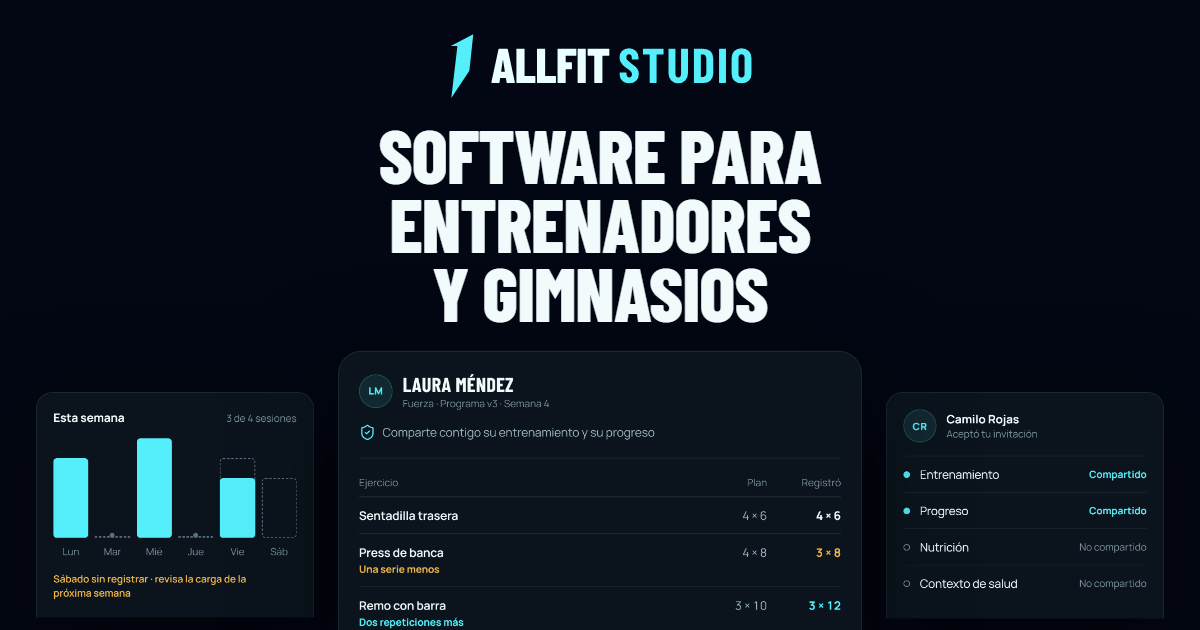 ALLFIT STUDIO
SOFTWARE PARA
ENTRENADORES
Y GIMNASIOS
Esta semana
3 de 4 sesiones
Lun Mar Mié Jue Vie Sáb
Sábado sin registrar · revisa la carga de la
próxima semana
LM
LAURA MÉNDEZ
Fuerza · Programa v3 · Semana 4
Comparte contigo su entrenamiento y su progreso
Ejercicio Plan Registró
Sentadilla trasera 4 × 6 4 × 6
Press de banca 4 × 8 3 × 8
Una serie menos
Remo con barra 3 × 10 3 × 12
Dos repeticiones más
CR
Camilo Rojas
Aceptó tu invitación
Entrenamiento Compartido
Progreso Compartido
Nutrición No compartido
Contexto de salud No compartido